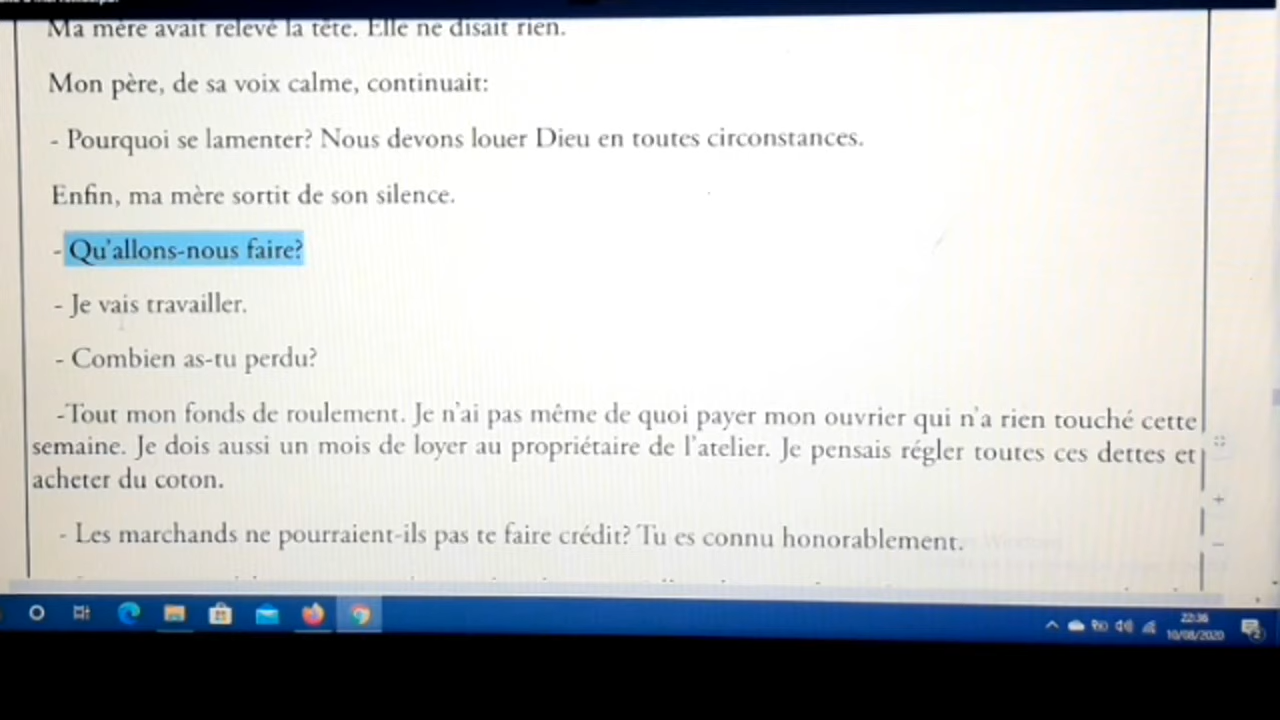 Ma mère avait relevé la tête. Elle ne disait rien.
Mon père, de sa voix calme, continuait:
- Pourquoi se lamenter? Nous devons louer Dieu en toutes circonstances.
Enfin, ma mère sortit de son silence.
- Qu'allons-nous faire?
- Je vais travailler.
- Combien as-tu perdu?
-Tout mon fonds de roulement. Je n'ai pas même de quoi payer mon ouvrier qui n'a rien touché cette
semaine. Je dois aussi un mois de loyer au propriétaire de l'atelier. Je pensais régler toutes ces dettes et
acheter du coton.
- Les marchands ne pourraient-ils pas te faire crédit? Tu es connu honorablement.
22:36
10/08/2020